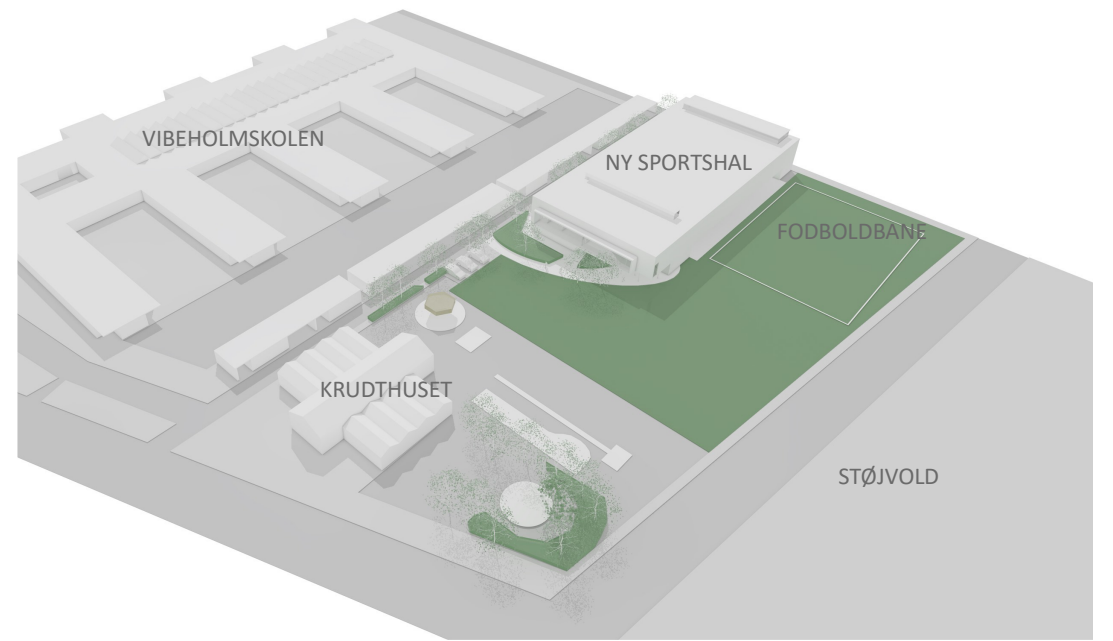 VIBEHOLMSKOLEN
NY SPORTSHAL
FODBOLDBANE
KRUDTHUSET
STØJVOLD